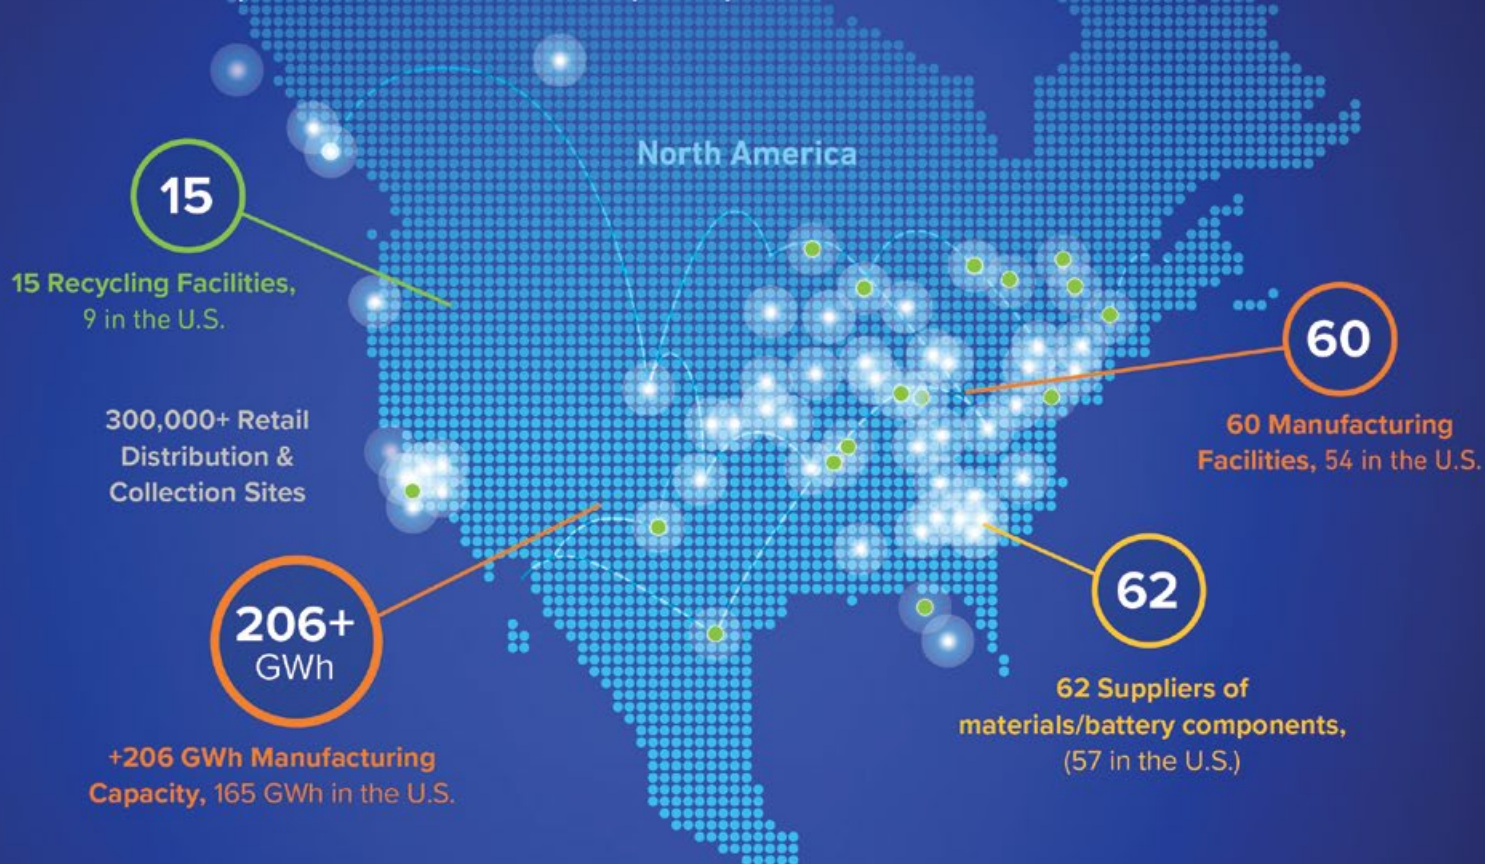 North America
15
15 Recycling Facilities,
9 in the U.S.
300,000+ Retail
Distribution &
Collection Sites
206+
GWh
+206 GWh Manufacturing
Capacity, 165 GWh in the U.S.
60
60 Manufacturing
Facilities, 54 in the U.S.
62
62 Suppliers of
materials/battery components,
(57 in the U.S.)